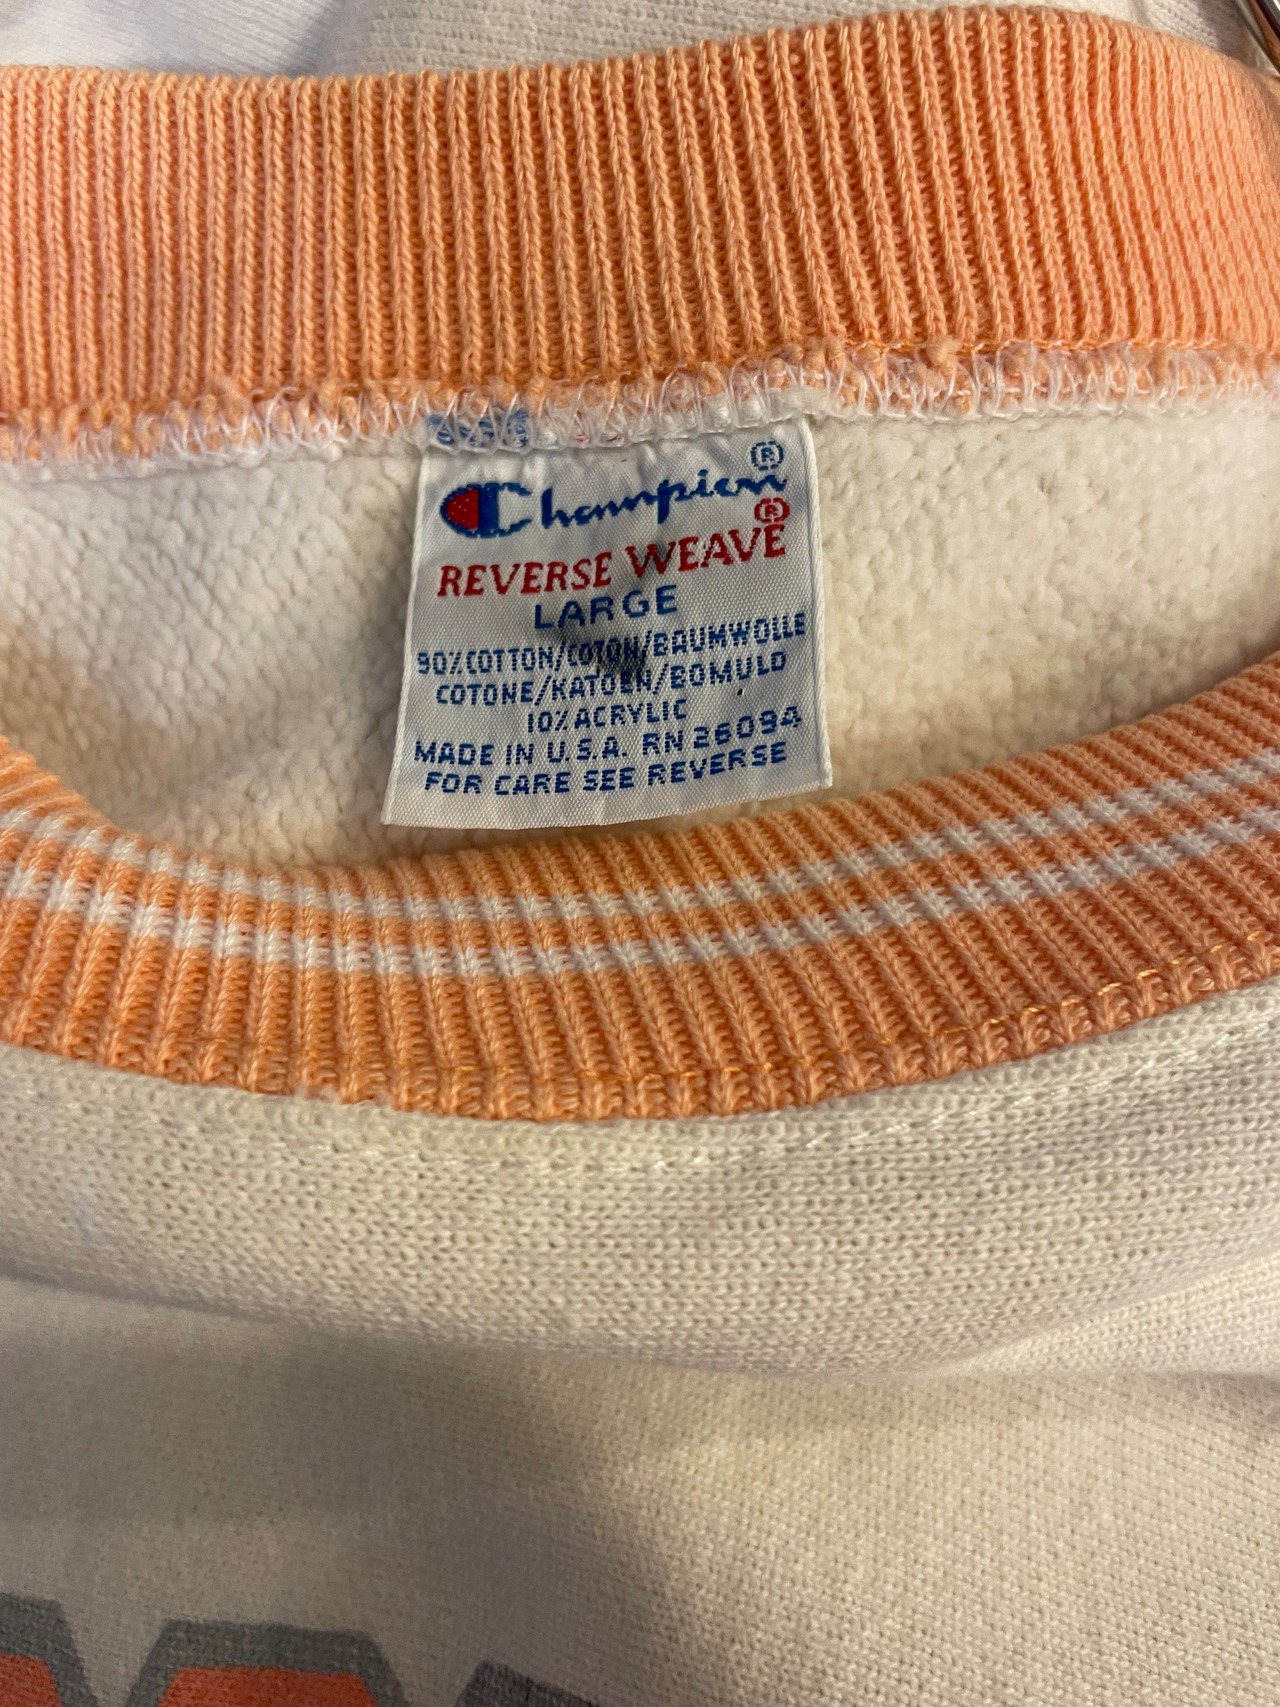 Champion®
REVERSE WEAVE®
LARGE
90%COTTON/COTON/BAUMWOLLE
COTONE/KATOEN/BOMULD
10%ACRYLIC
MADE IN U.S.A. RN 26094
FOR CARE SEE REVERSE